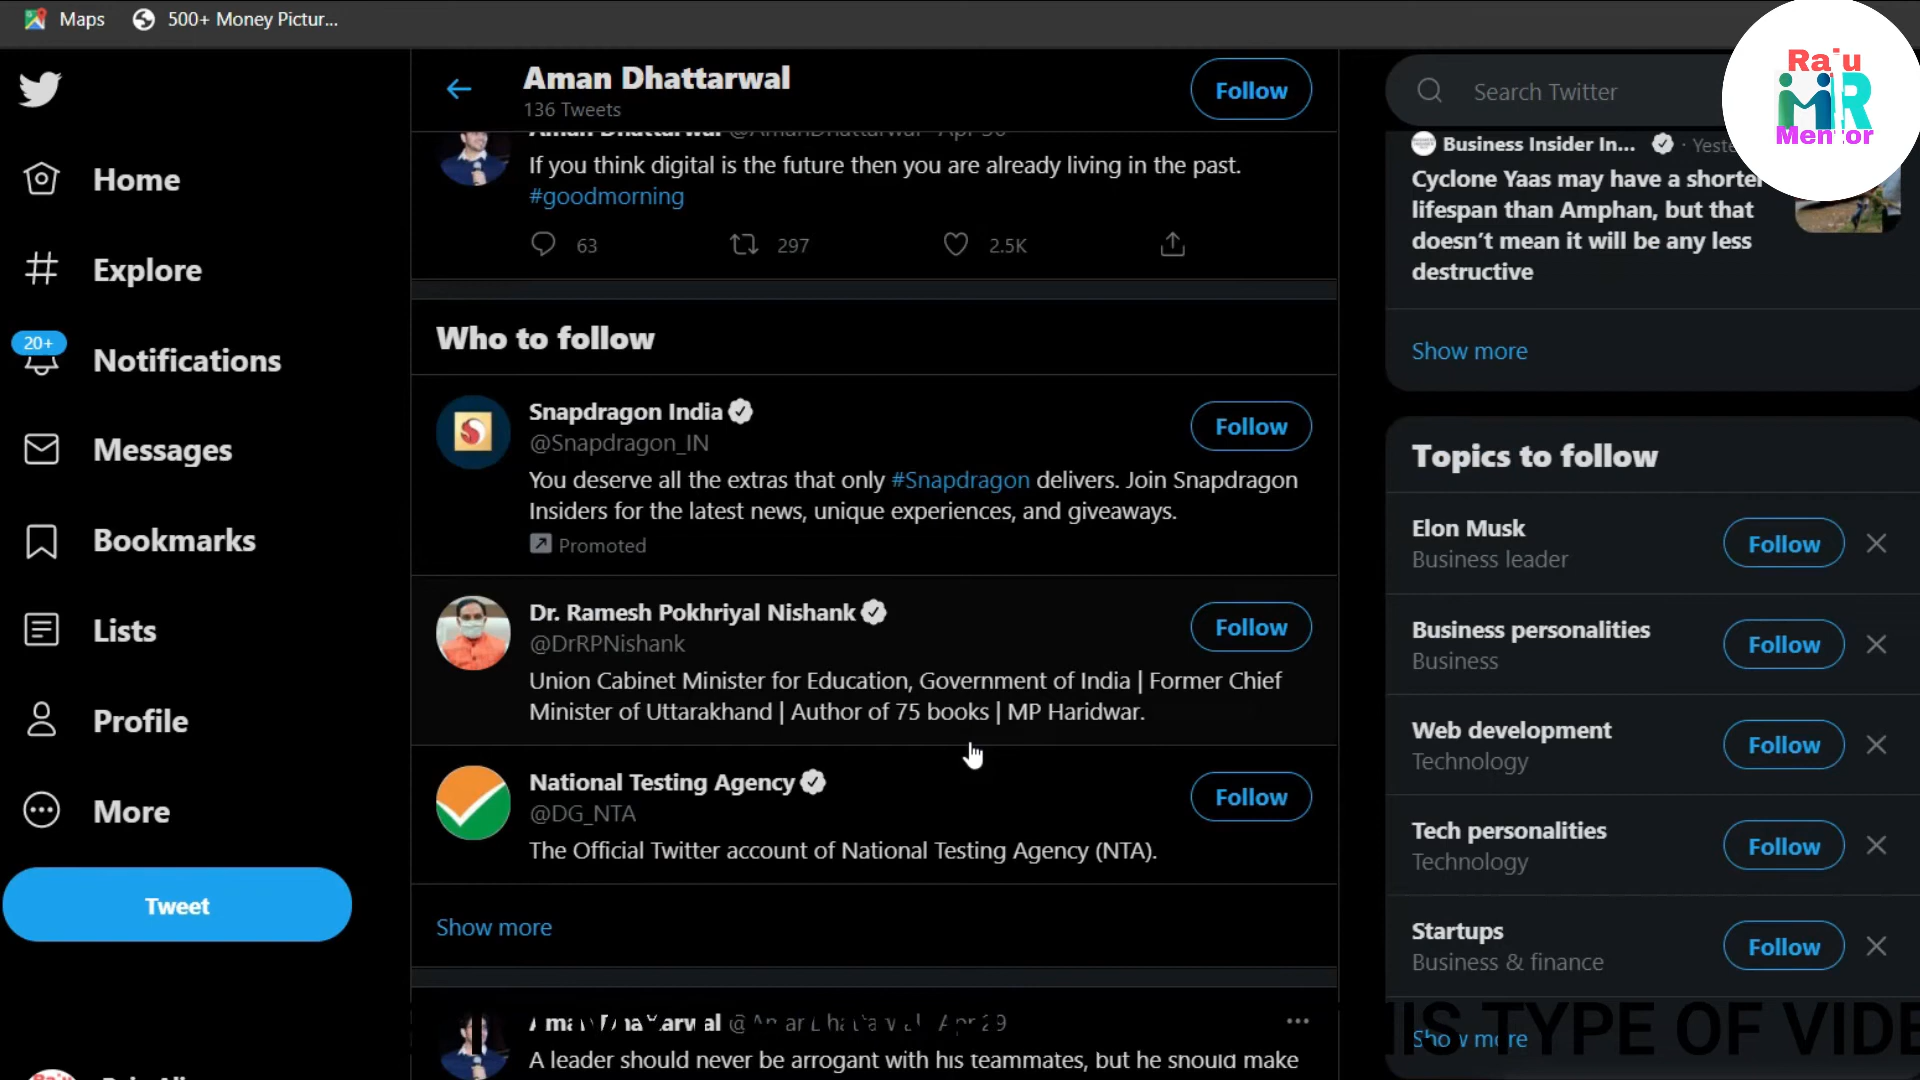 Maps
500+ Money Pictur...
Raju
MR
Mentor
Home
Explore
20+
Notifications
Messages
Bookmarks
Lists
Profile
More
Tweet
Aman Dhattarwal
136 Tweets
Follow
Aman Dhattarwal @AmanDhattarwal · Apr 30
If you think digital is the future then you are already living in the past.
#goodmorning
63
297
2.5K
Who to follow
Snapdragon India
@Snapdragon_IN
Follow
You deserve all the extras that only #Snapdragon delivers. Join Snapdragon
Insiders for the latest news, unique experiences, and giveaways.
Promoted
Dr. Ramesh Pokhriyal Nishank
@DrRPNishank
Follow
Union Cabinet Minister for Education, Government of India | Former Chief
Minister of Uttarakhand | Author of 75 books | MP Haridwar.
National Testing Agency
@DG_NTA
Follow
The Official Twitter account of National Testing Agency (NTA).
Show more
Aman Dhattarwal @AmanDhattarwal · Apr 29
A leader should never be arrogant with his teammates, but he should make
Search Twitter
Business Insider In... · Yeste
Cyclone Yaas may have a shorter
lifespan than Amphan, but that
doesn't mean it will be any less
destructive
Show more
Topics to follow
Elon Musk
Business leader
Follow
Business personalities
Business
Follow
Web development
Technology
Follow
Tech personalities
Technology
Follow
Startups
Business & finance
Follow
Show more
HIS TYPE OF VIDE